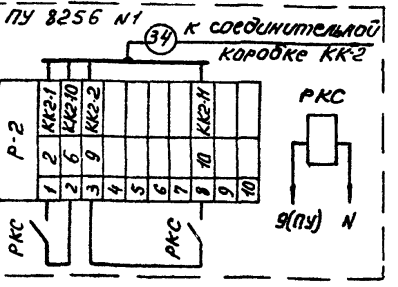 ПУ 8256 N1
34
к соединительной
коробке КК-2
Р-2
КК2-1 КК2-10 КК2-2 КК2-Н
2 6 9 10
1 2 3 4 5 6 7 8 9 10
РКС
РКС
РКС
9(ПУ) N